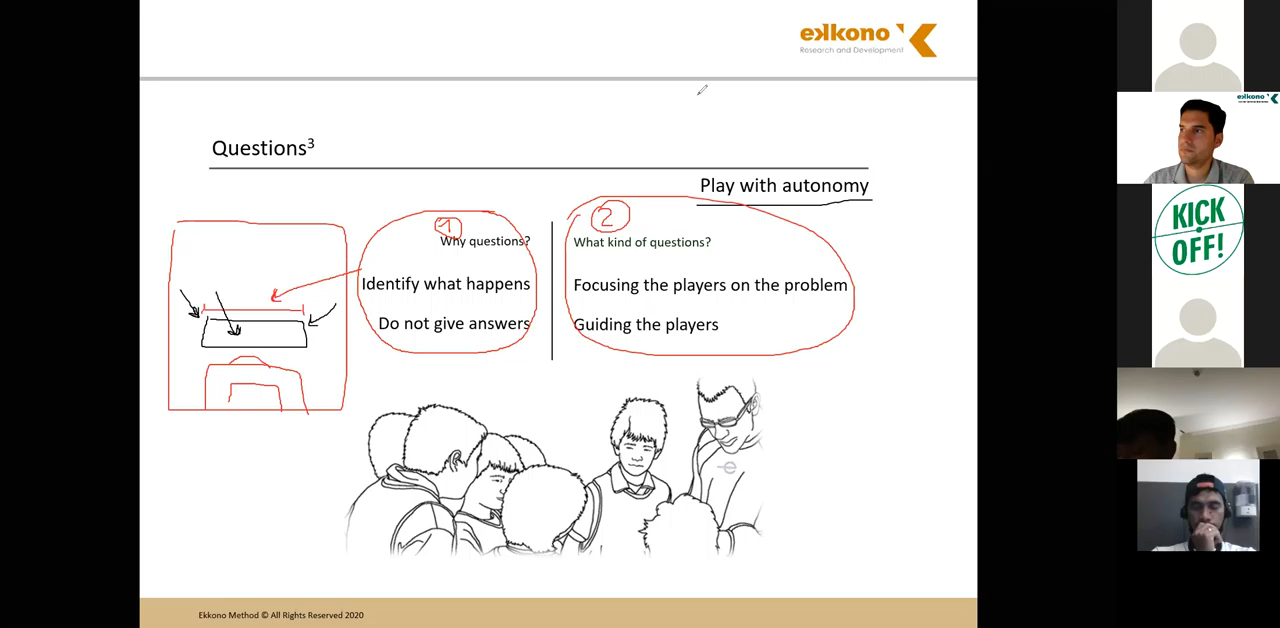 ekkono
Research and Development
ekkono
Questions³
Play with autonomy
1
2
Why questions?
What kind of questions?
Identify what happens
Focusing the players on the problem
Do not give answers
Guiding the players
KICK
OFF!
Ekkono Method © All Rights Reserved 2020